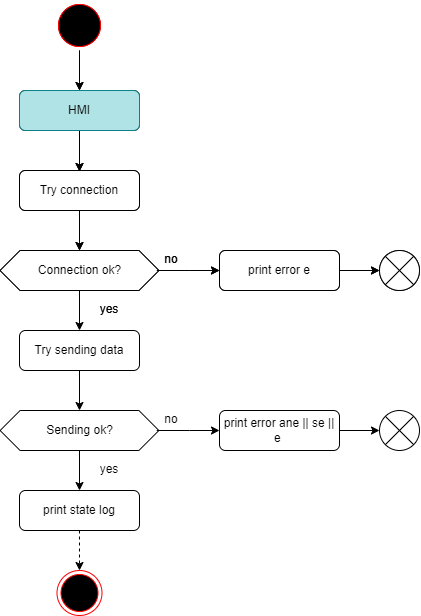 HMI
Try connection
Connection ok?
no
print error e
yes
Try sending data
Sending ok?
no
print error ane || se ||
e
yes
print state log